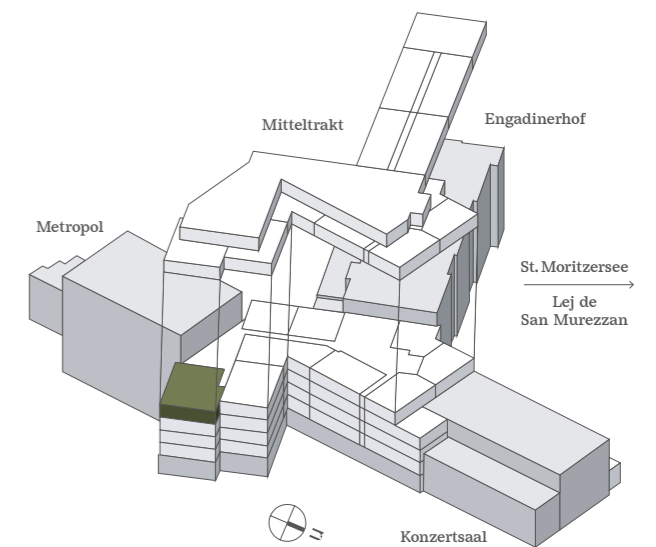 Mitteltrakt
Engadinerhof
Metropol
St. Moritzersee
Lej de
San Murezzan
Konzertsaal